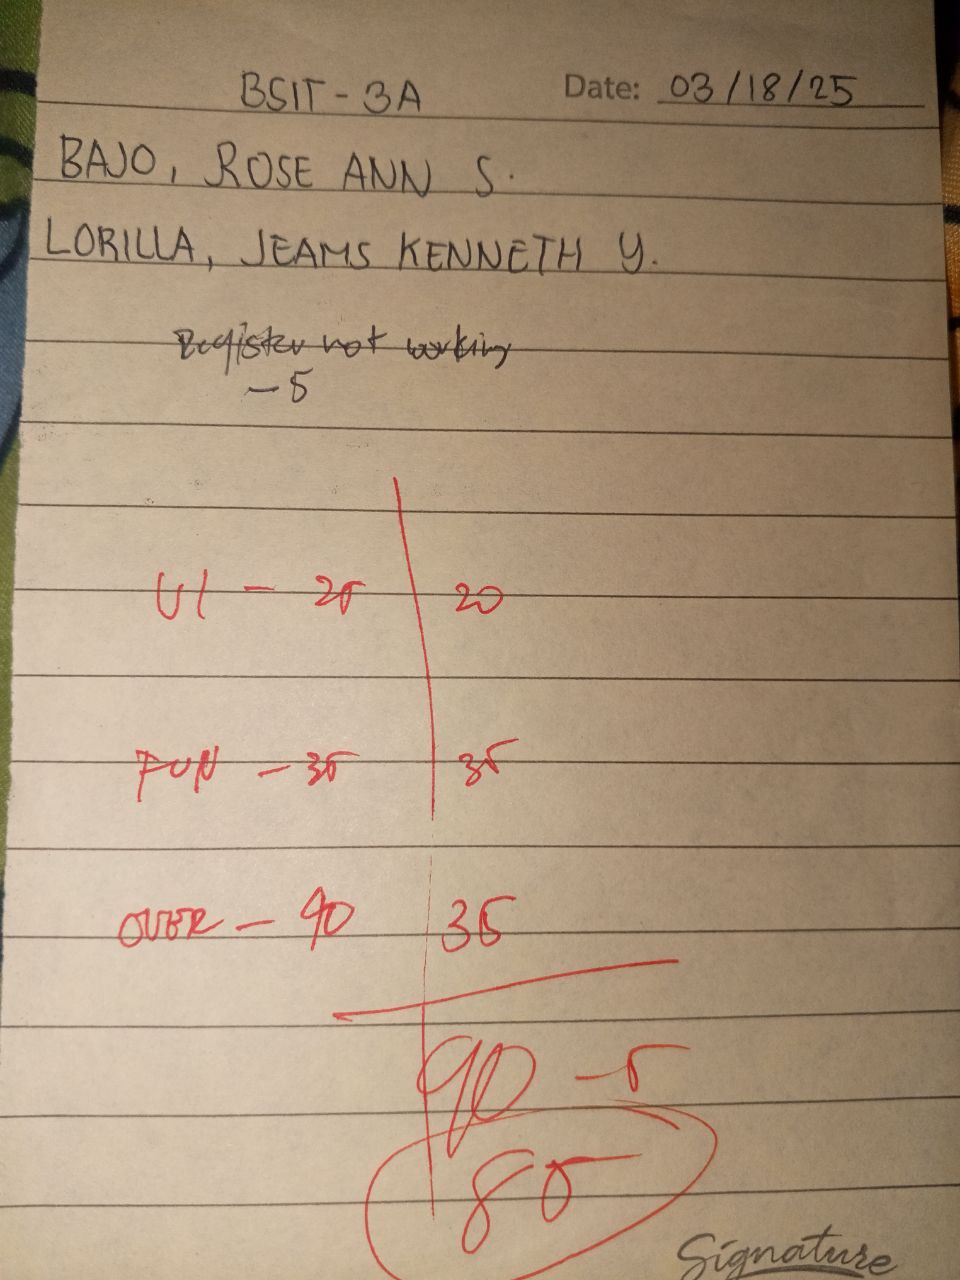 BSIT - 3A Date: 03/18/25
BAJO, ROSE ANN S.
LORILLA, JEAMS KENNETH Y.
Register not working
- 5
UI - 25 20
FUN - 35 35
OVER - 40 35
90 - 5
85
Signature